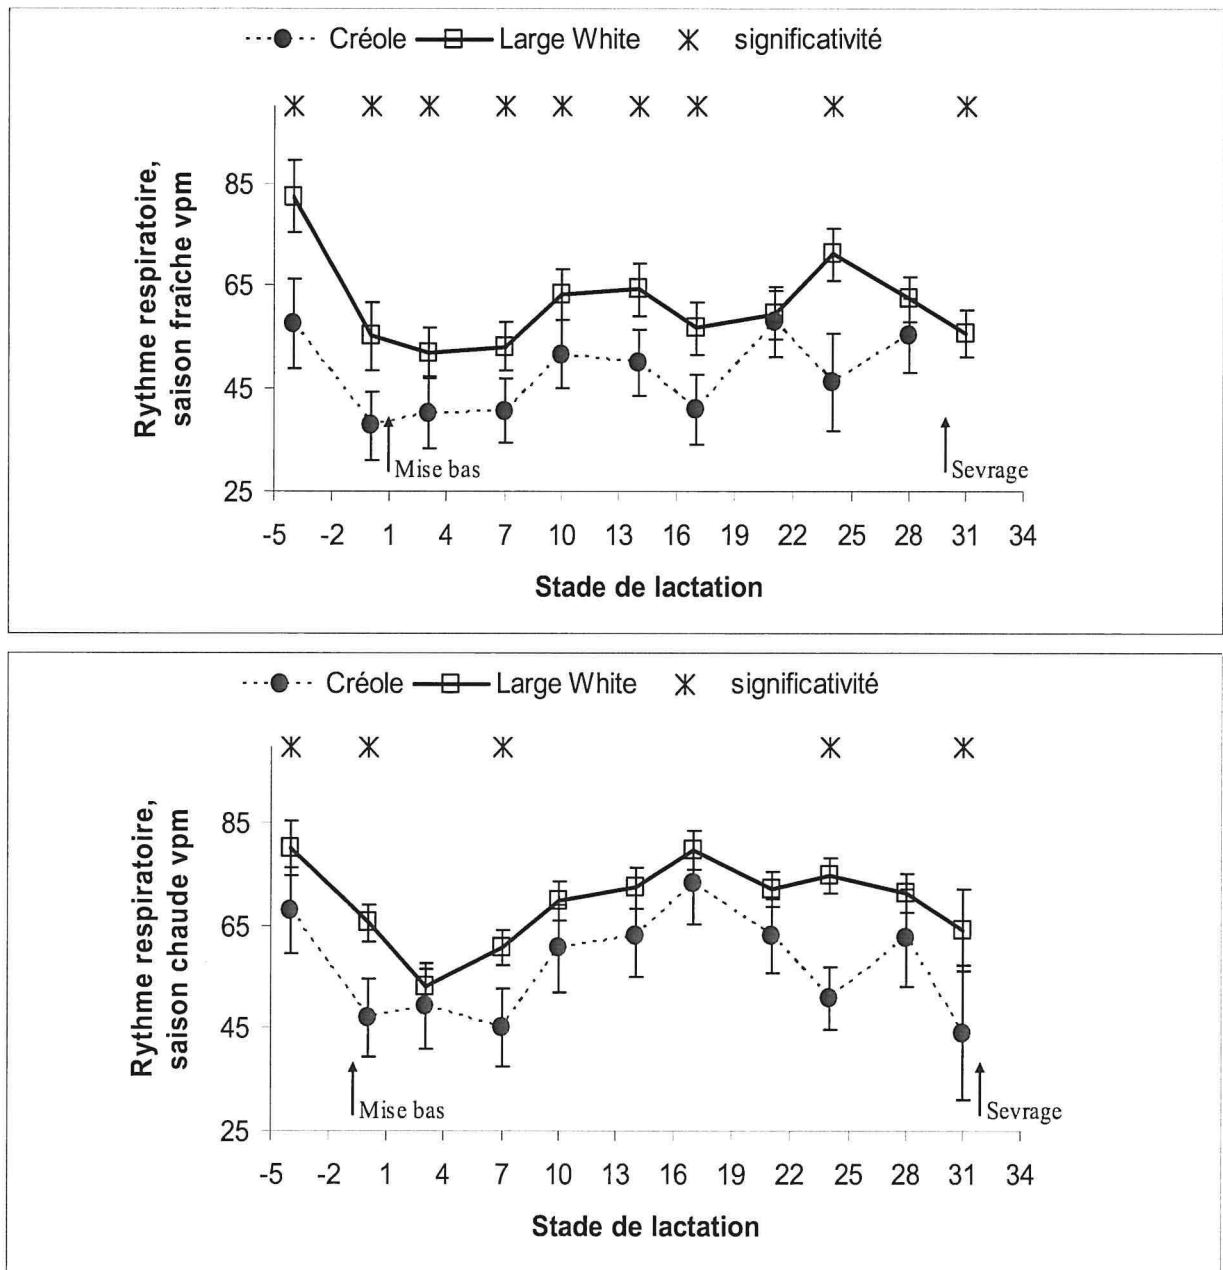 Créole Large White significativité
Rythme respiratoire,
saison fraîche vpm
85
65
45
25
Mise bas
Sevrage
-5 -2 1 4 7 10 13 16 19 22 25 28 31 34
Stade de lactation
Créole Large White significativité
Rythme respiratoire,
saison chaude vpm
85
65
45
25
Mise bas
Sevrage
-5 -2 1 4 7 10 13 16 19 22 25 28 31 34
Stade de lactation